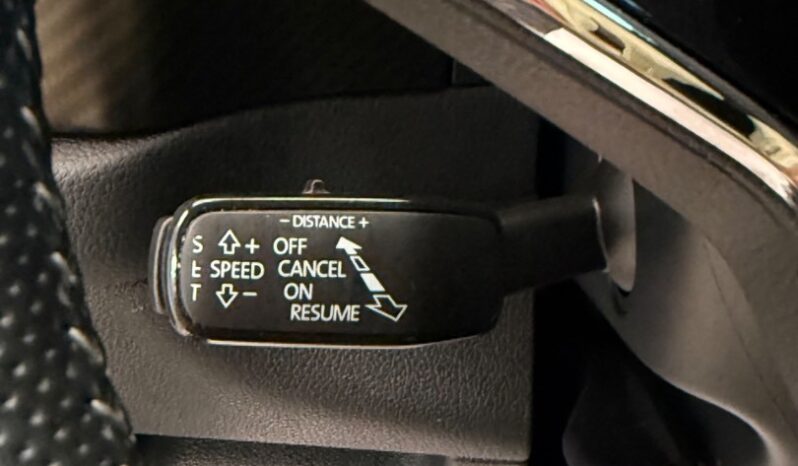 – DISTANCE +
S + OFF
E SPEED CANCEL
T – ON
RESUME